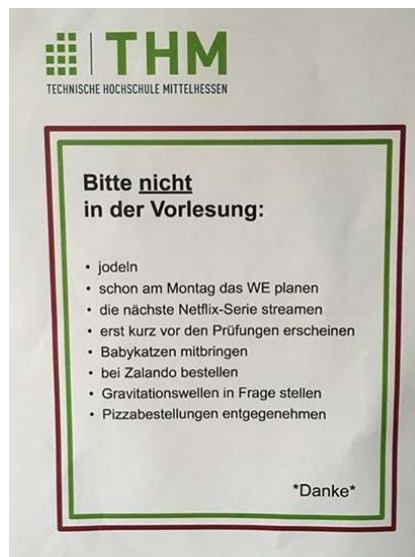 THM
TECHNISCHE HOCHSCHULE MITTELHESSEN
Bitte nicht
in der Vorlesung:
• jodeln
• schon am Montag das WE planen
• die nächste Netflix-Serie streamen
• erst kurz vor den Prüfungen erscheinen
• Babykatzen mitbringen
• bei Zalando bestellen
• Gravitationswellen in Frage stellen
• Pizzabestellungen entgegenehmen
*Danke*